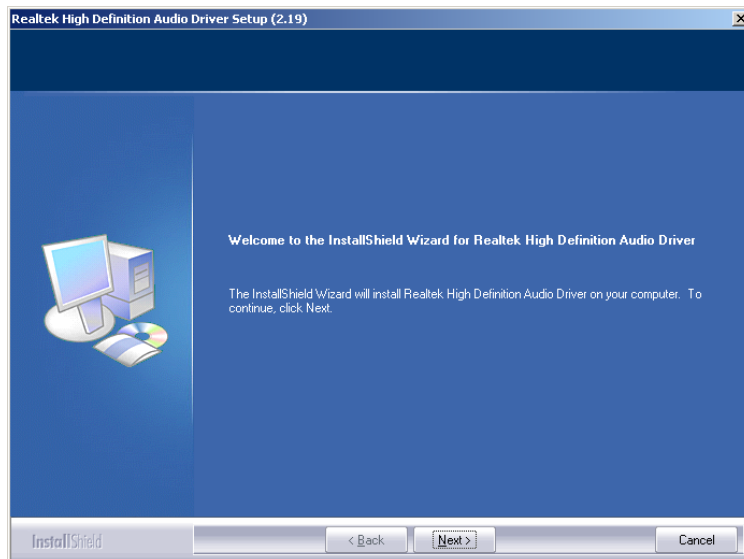 Realtek High Definition Audio Driver Setup (2.19)
Welcome to the InstallShield Wizard for Realtek High Definition Audio Driver
The InstallShield Wizard will install Realtek High Definition Audio Driver on your computer. To
continue, click Next.
InstallShield
< Back
Next >
Cancel